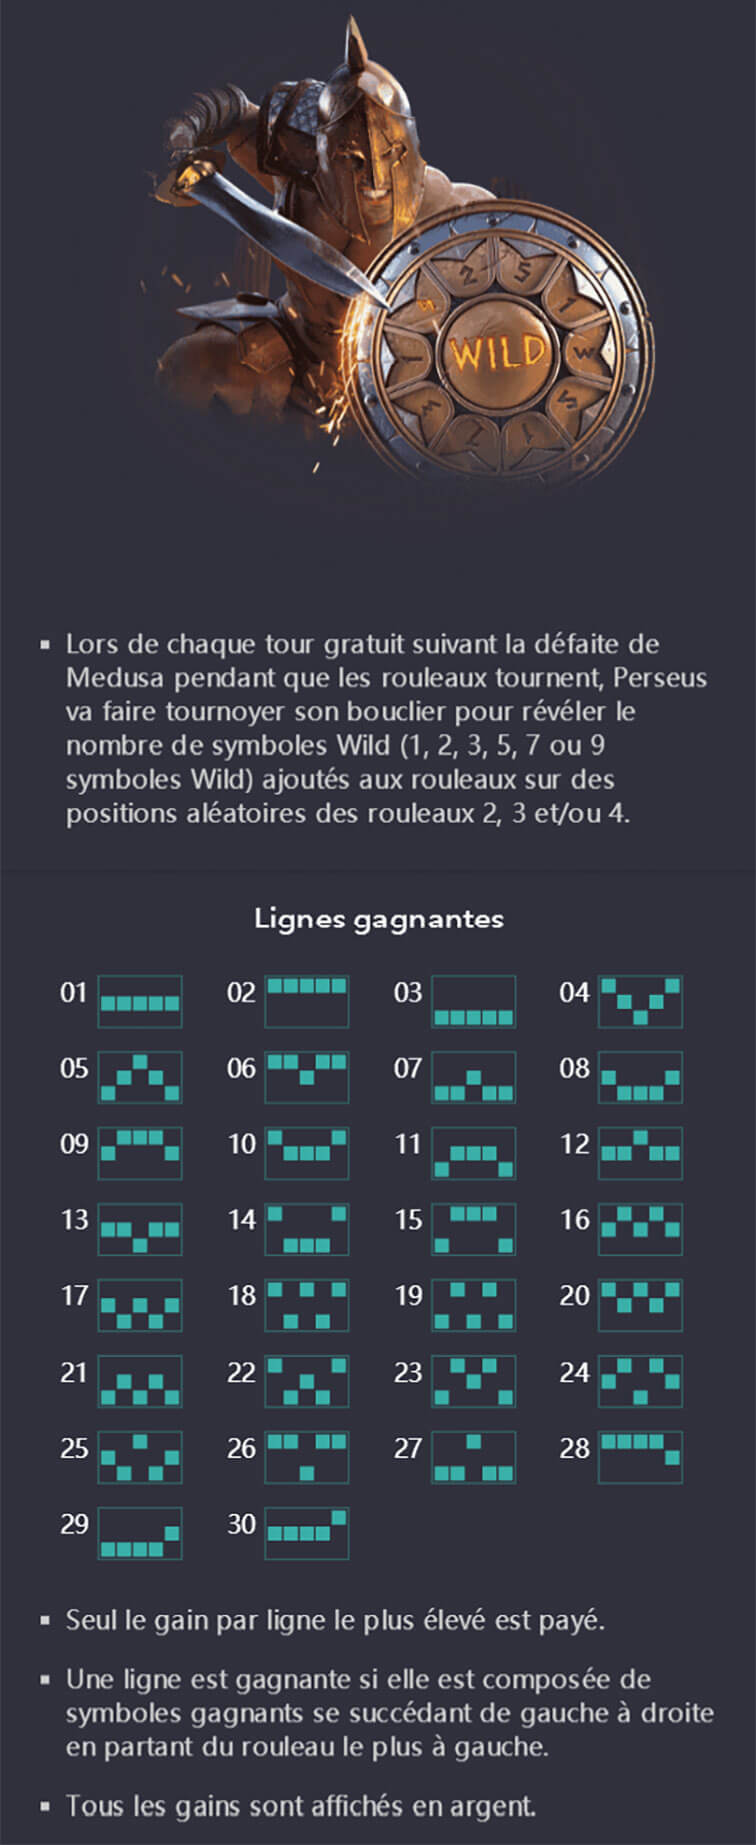 2 5 1
WILD
Lors de chaque tour gratuit suivant la défaite de
Medusa pendant que les rouleaux tournent, Perseus
va faire tournoyer son bouclier pour révéler le
nombre de symboles Wild (1, 2, 3, 5, 7 ou 9
symboles Wild) ajoutés aux rouleaux sur des
positions aléatoires des rouleaux 2, 3 et/ou 4.
Lignes gagnantes
01 02 03 04
05 06 07 08
09 10 11 12
13 14 15 16
17 18 19 20
21 22 23 24
25 26 27 28
29 30
Seul le gain par ligne le plus élevé est payé.
Une ligne est gagnante si elle est composée de
symboles gagnants se succédant de gauche à droite
en partant du rouleau le plus à gauche.
Tous les gains sont affichés en argent.